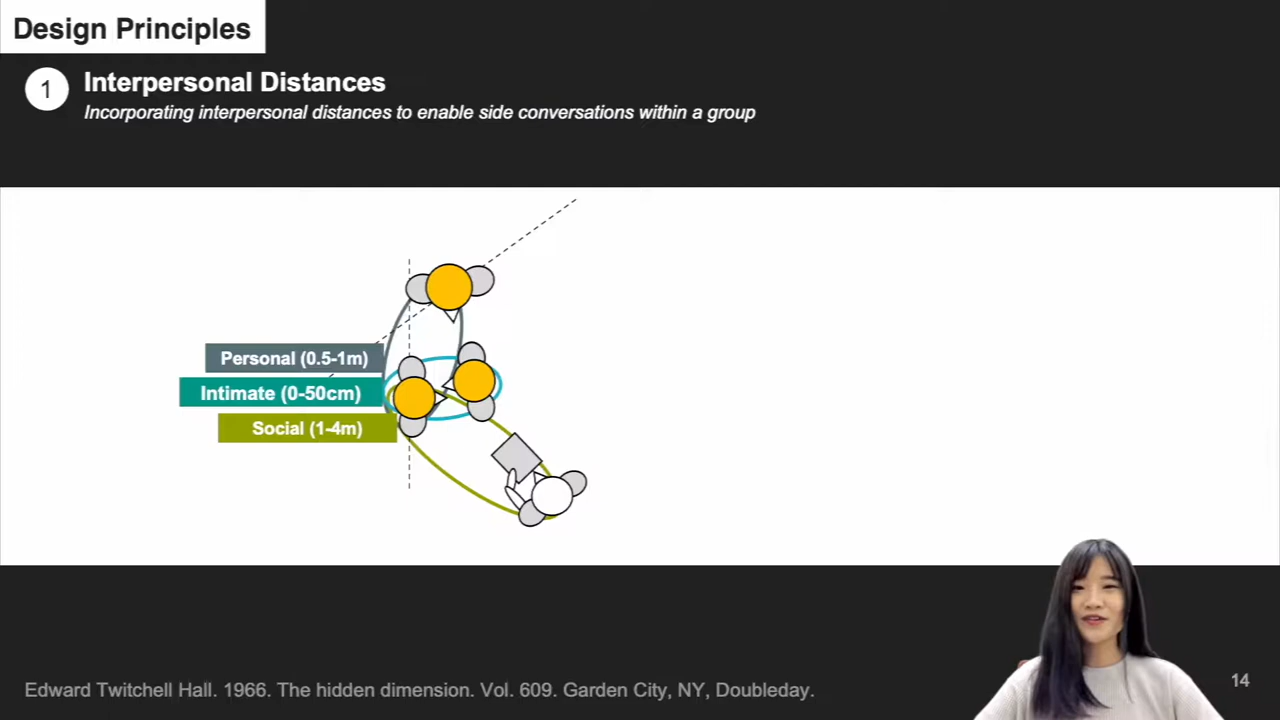 Design Principles
1
Interpersonal Distances
Incorporating interpersonal distances to enable side conversations within a group
Personal (0.5-1m)
Intimate (0-50cm)
Social (1-4m)
Edward Twitchell Hall. 1966. The hidden dimension. Vol. 609. Garden City, NY, Doubleday.
14